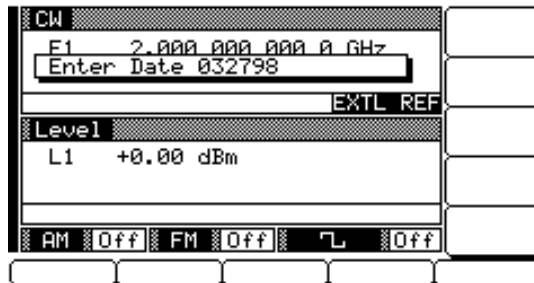 CW
F1 2.000 000 000 0 GHz
Enter Date 032798
EXTL REF
Level
L1 +0.00 dBm
AM Off FM Off Off